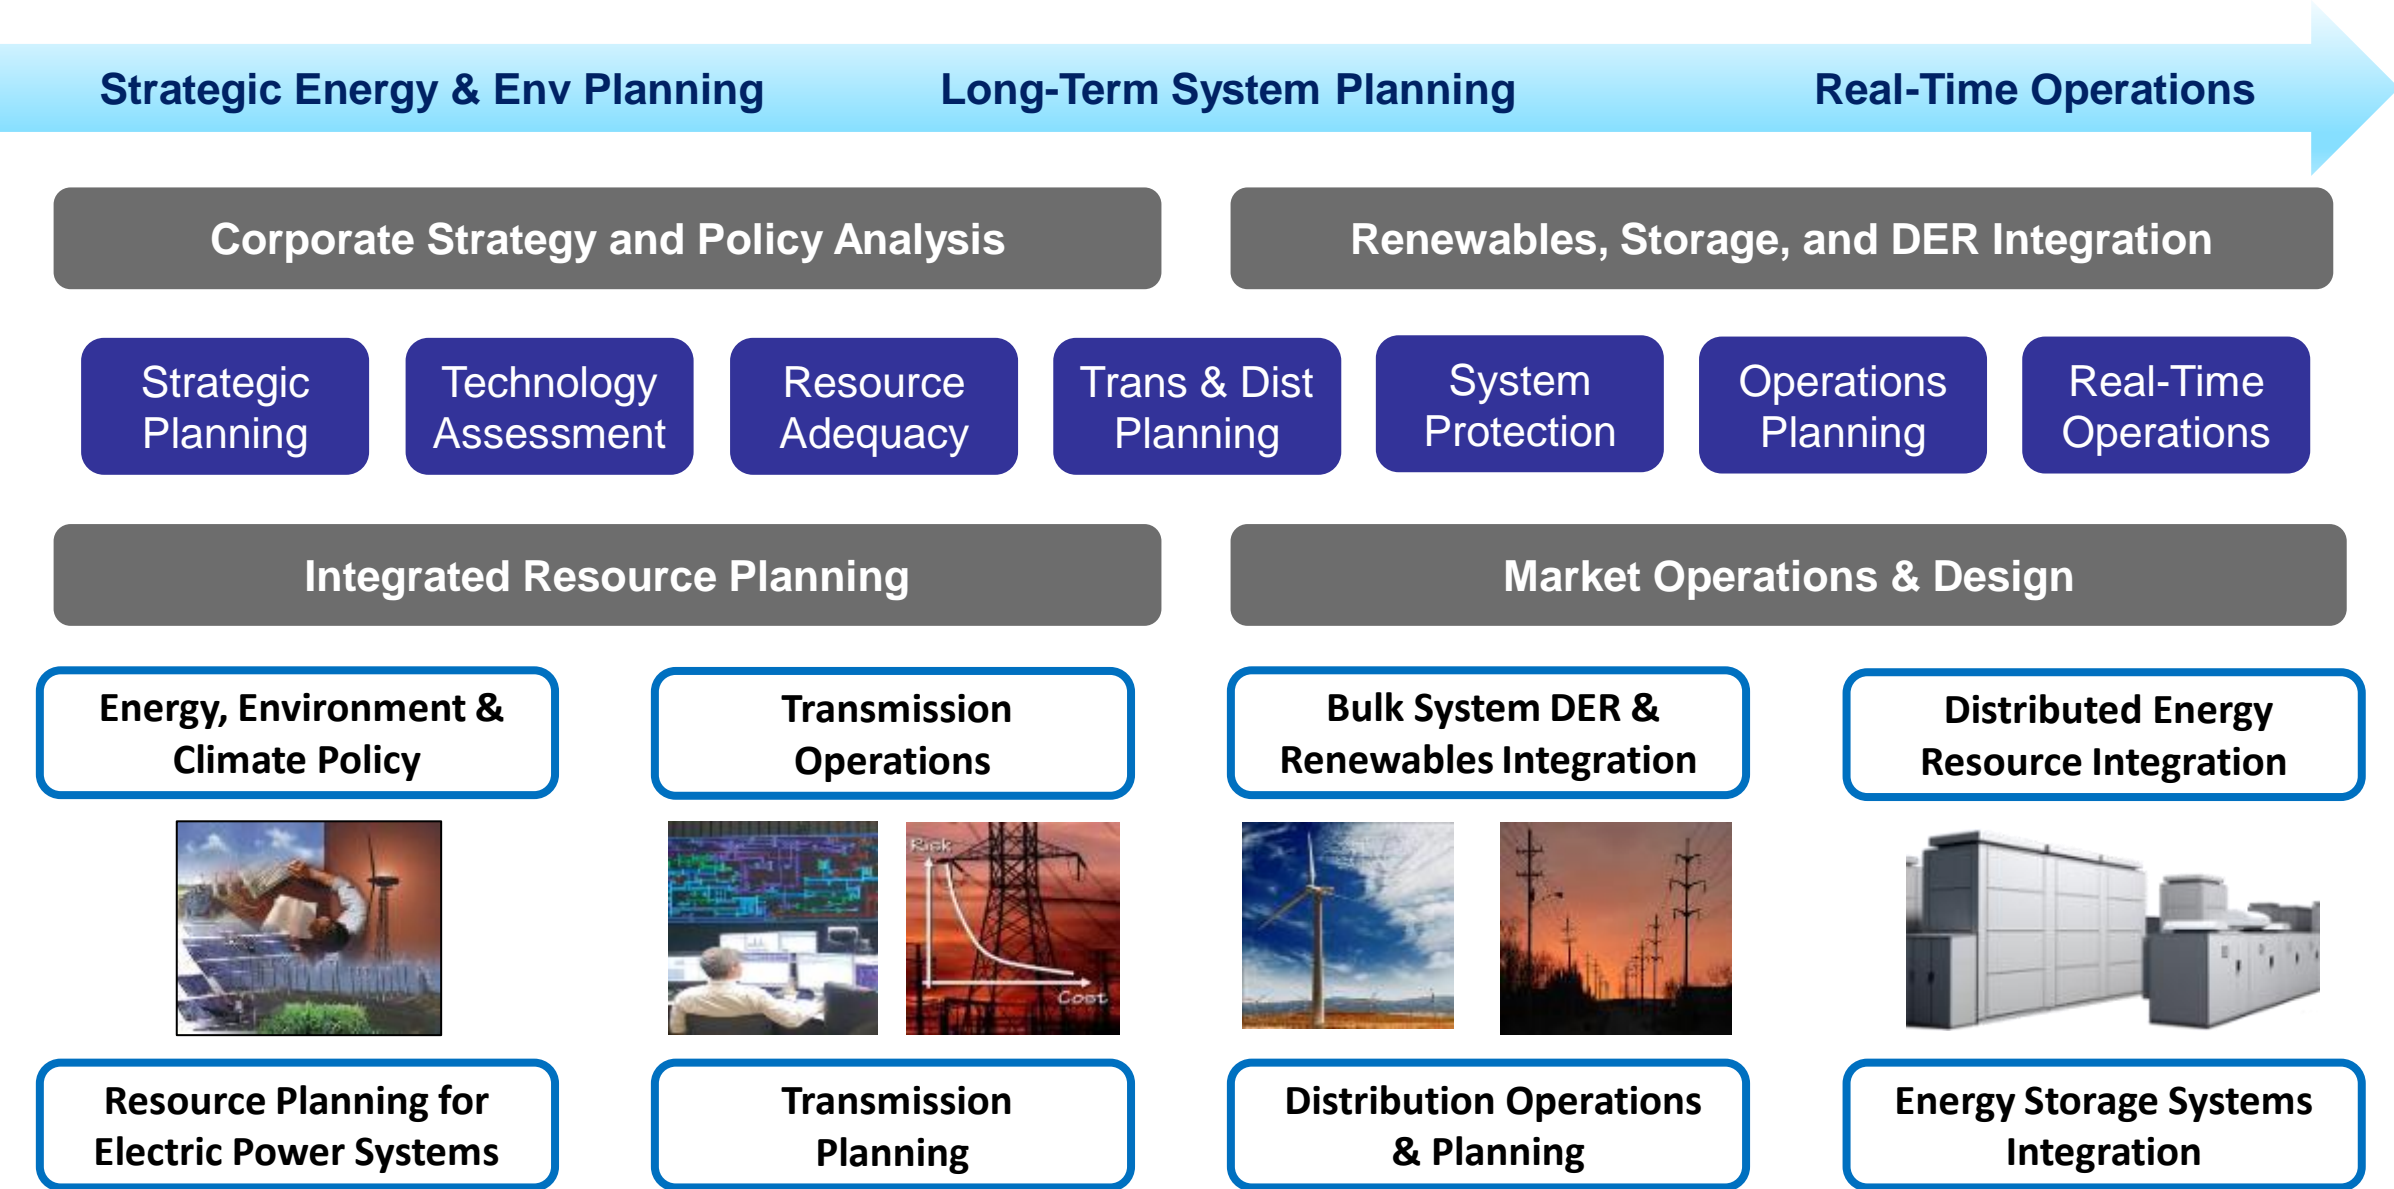 Strategic Energy & Env Planning
Long-Term System Planning
Real-Time Operations
Corporate Strategy and Policy Analysis
Renewables, Storage, and DER Integration
Strategic
Planning
Technology
Assessment
Resource
Adequacy
Trans & Dist
Planning
System
Protection
Operations
Planning
Real-Time
Operations
Integrated Resource Planning
Market Operations & Design
Energy, Environment &
Climate Policy
Transmission
Operations
Bulk System DER &
Renewables Integration
Distributed Energy
Resource Integration
Risk
Cost
Resource Planning for
Electric Power Systems
Transmission
Planning
Distribution Operations
& Planning
Energy Storage Systems
Integration